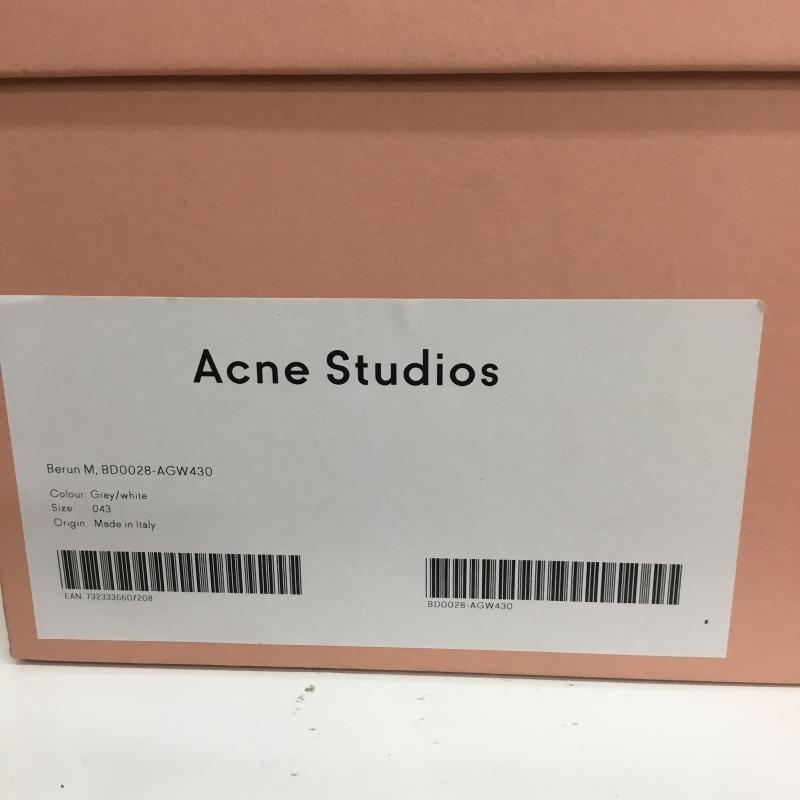 Acne Studios
Berun M, BD0028-AGW430
Colour: Grey/white
Size: 043
Origin: Made in Italy
EAN: 7323335507208
BD0028-AGW430